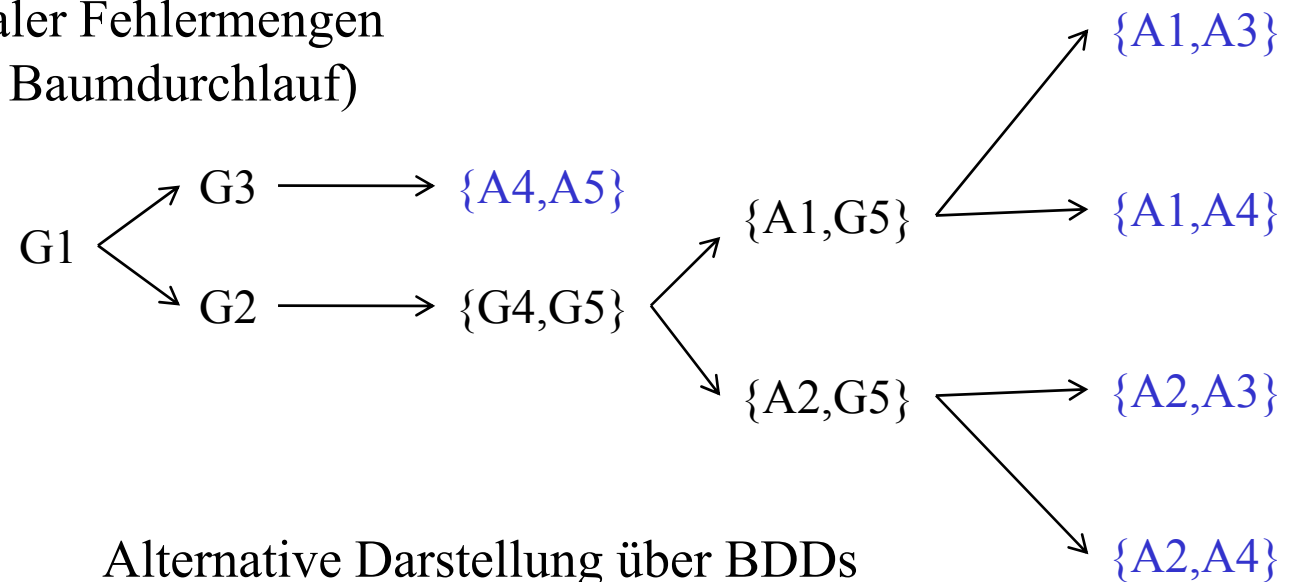 aler Fehlermengen
Baumdurchlauf)
G1
G3
{A4,A5}
G2
{G4,G5}
{A1,G5}
{A2,G5}
{A1,A3}
{A1,A4}
{A2,A3}
{A2,A4}
Alternative Darstellung über BDDs